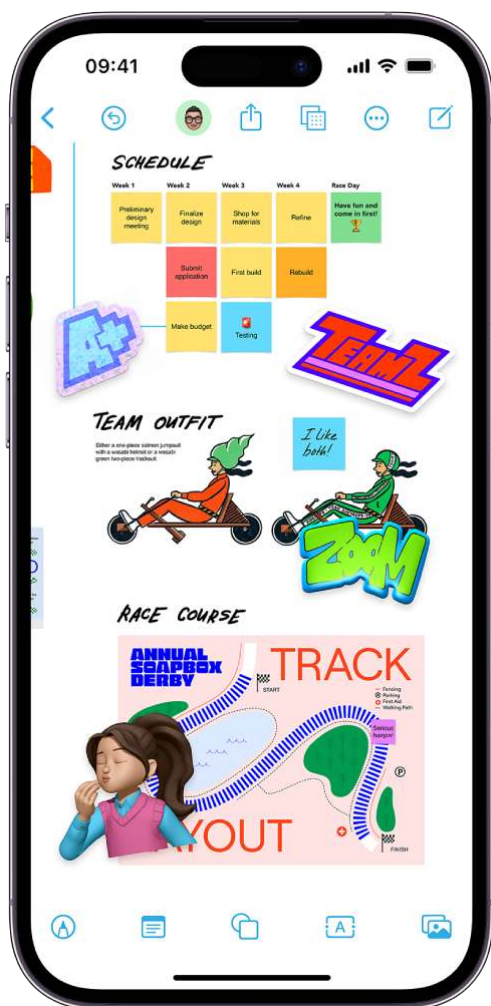 09:41
SCHEDULE
Week 1 Week 2 Week 3 Week 4 Race Day
Preliminary
design
meeting
Finalize
design
Shop for
materials
Refine
Have fun and
come in first!
Submit
application
First build
Rebuild
Make budget
Testing
A+
TEAM 1
TEAM OUTFIT
Either a one-piece salmon jumpsuit
with a wasabi helmet or a wasabi
green two-piece tracksuit.
I like
both!
ZOOM
RACE COURSE
ANNUAL
SOAPBOX
DERBY
TRACK
START
Fencing
P Parking
First Aid
Walking Path
Serious
hairpin!
P
YOUT
FINISH
A